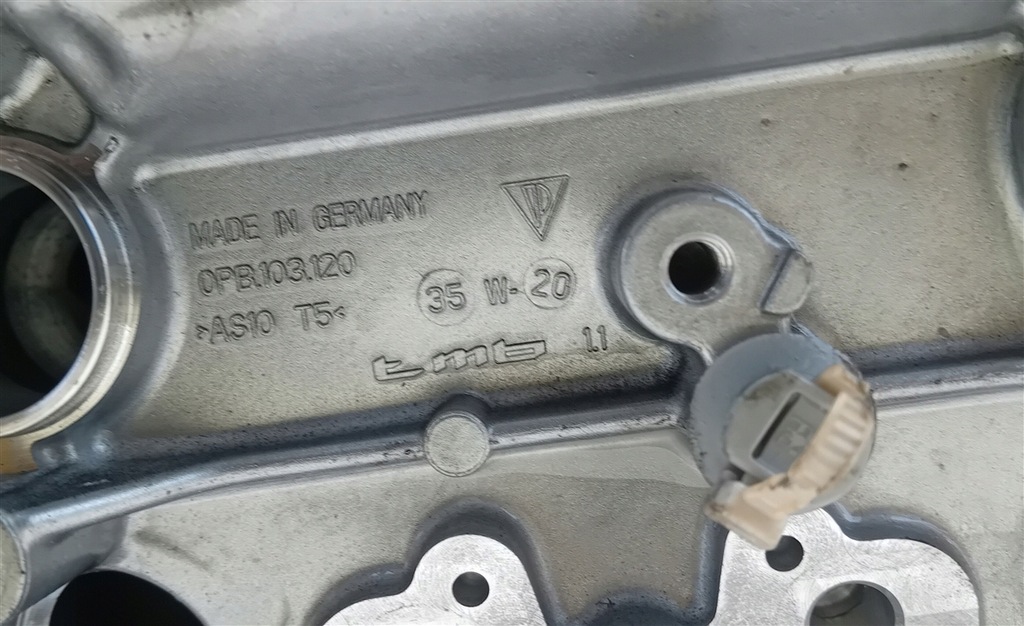 MADE IN GERMANY
0PB.103.120
>AS10 T5<
35 W-20
tmb 1.1